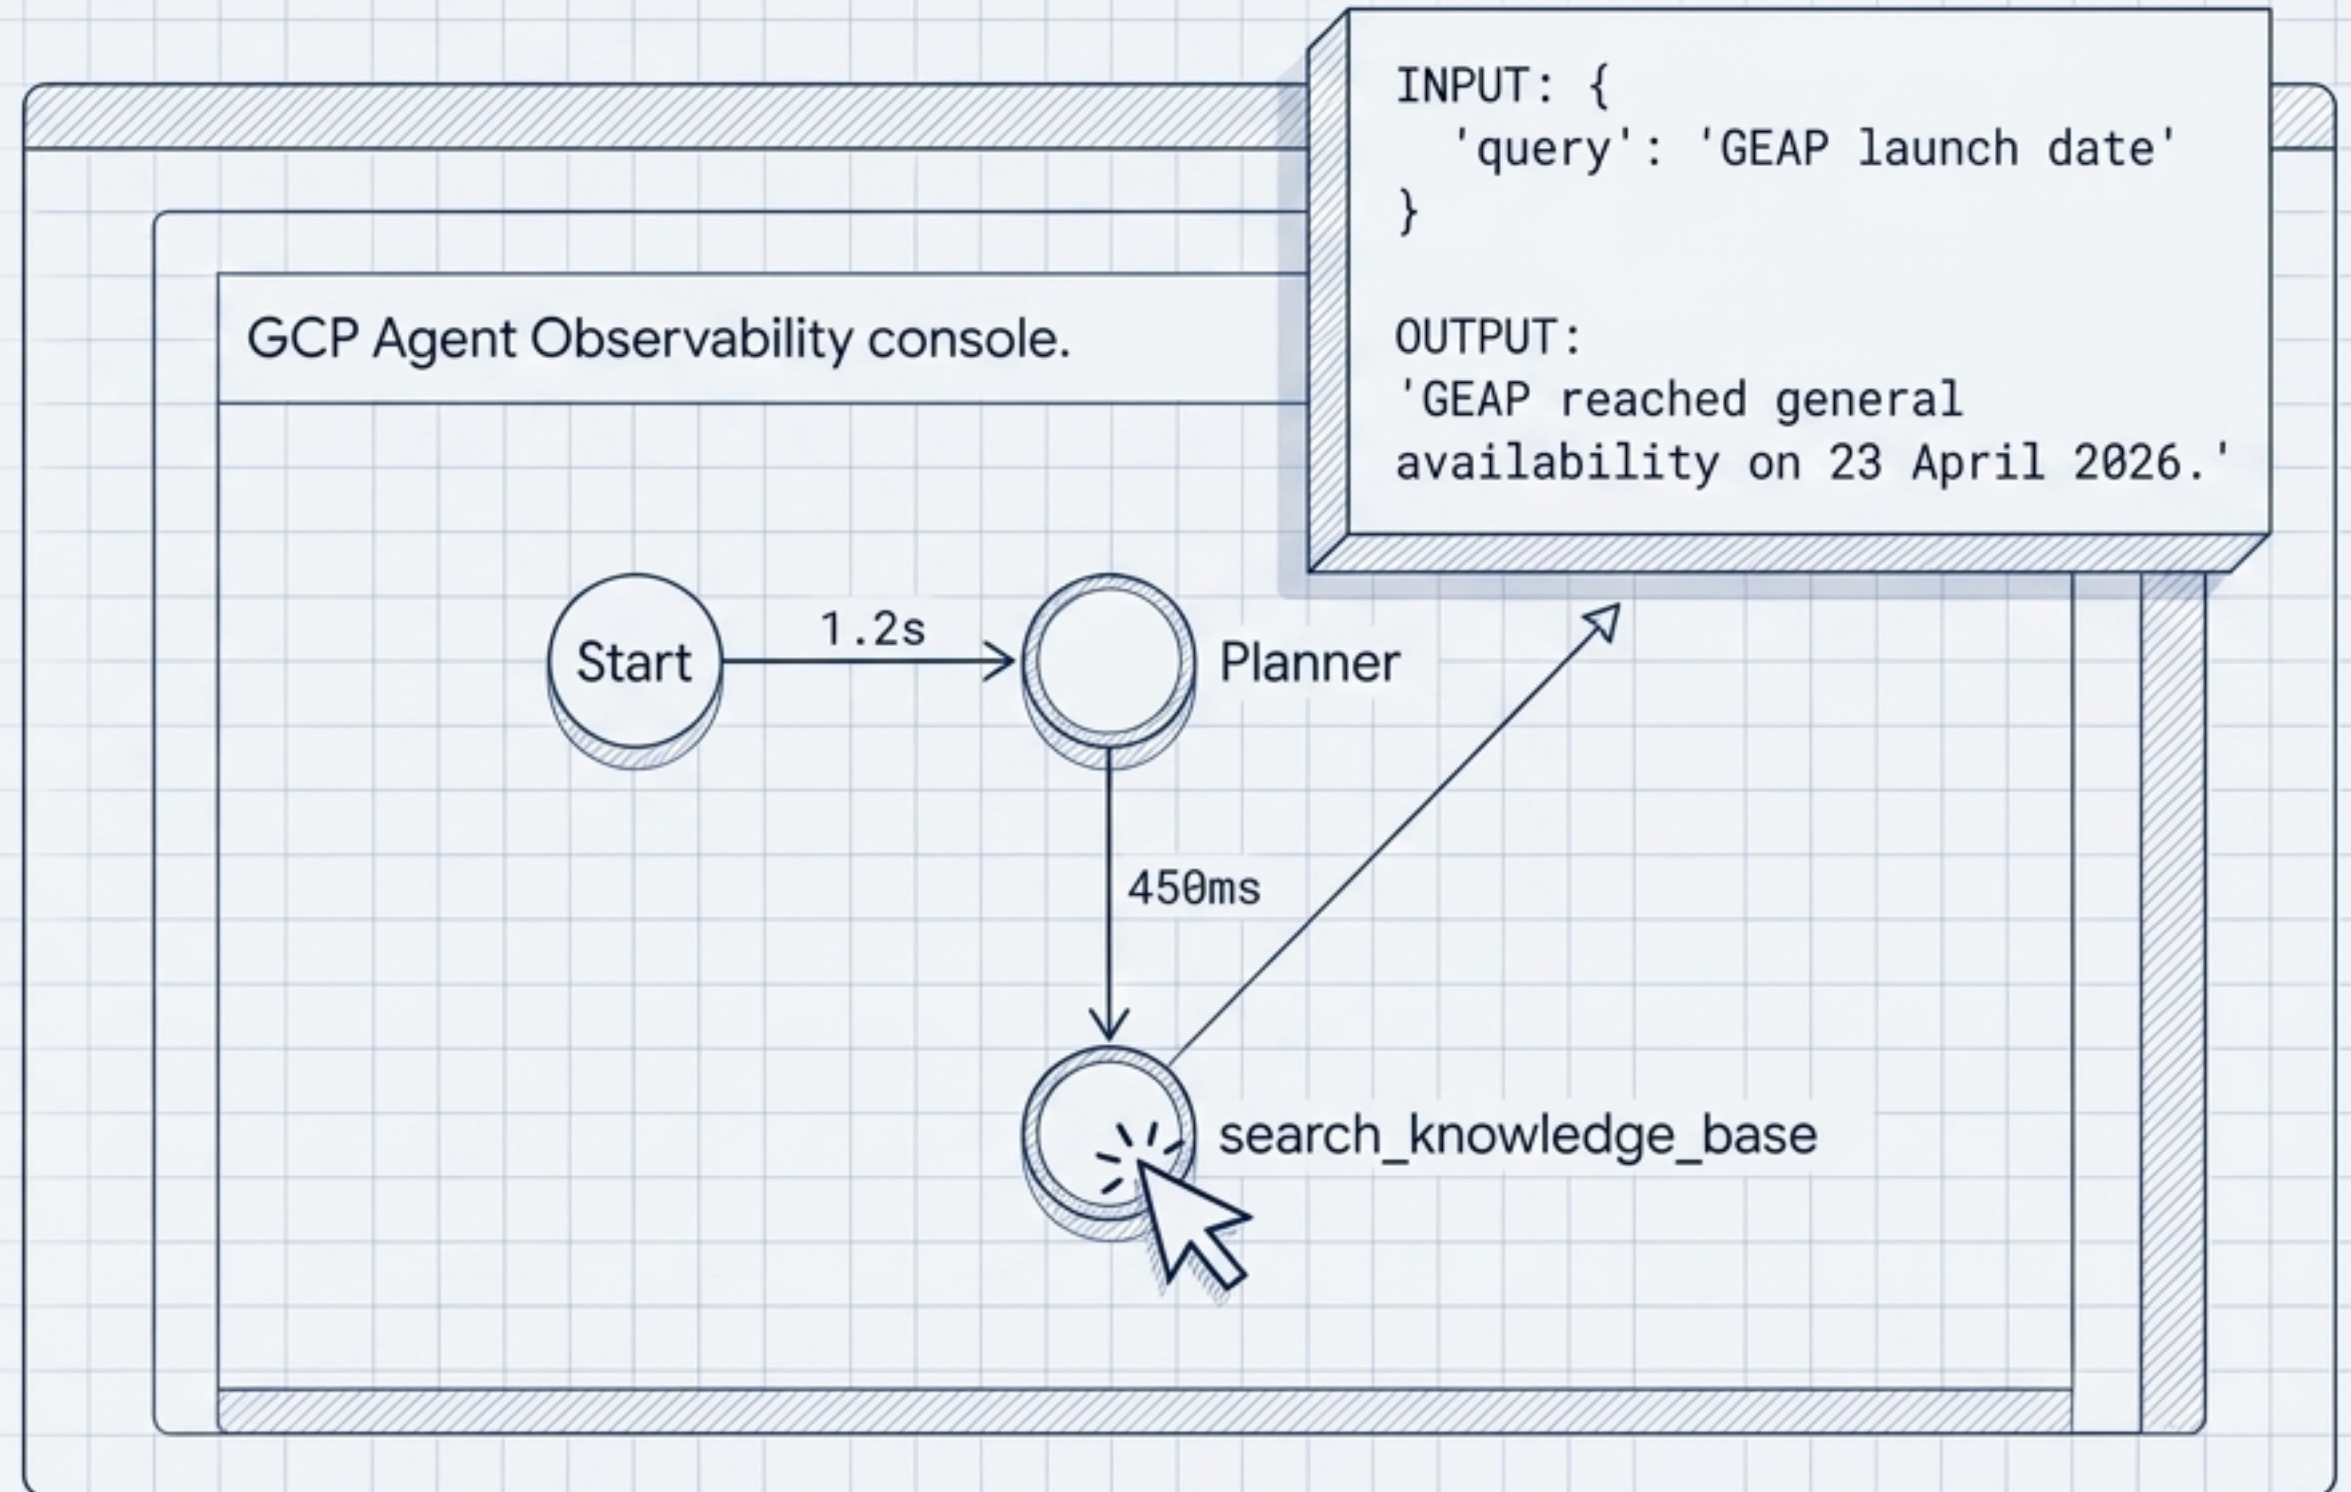 INPUT: {
'query': 'GEAP launch date'
}
OUTPUT:
'GEAP reached general
availability on 23 April 2026.'
GCP Agent Observability console.
Start
1.2s
Planner
450ms
search_knowledge_base